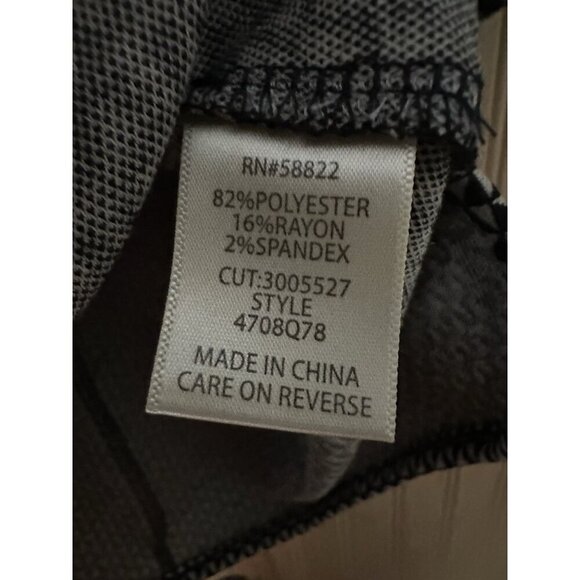 RN#58822
82%POLYESTER
16%RAYON
2%SPANDEX
CUT:3005527
STYLE
4708Q78
MADE IN CHINA
CARE ON REVERSE